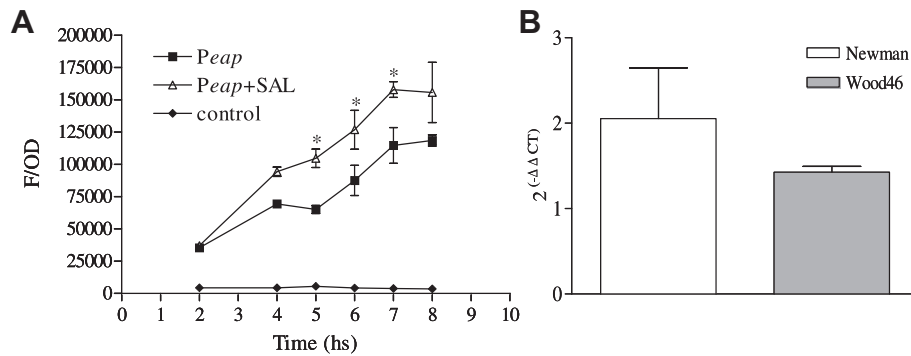 A
200000
175000
150000
125000
100000
75000
50000
25000
0
F/OD
Peap
Peap+SAL
control
*
*
*
0 1 2 3 4 5 6 7 8 9 10
Time (hs)
B
3
2
1
0
2(-ΔΔCT)
Newman
Wood46